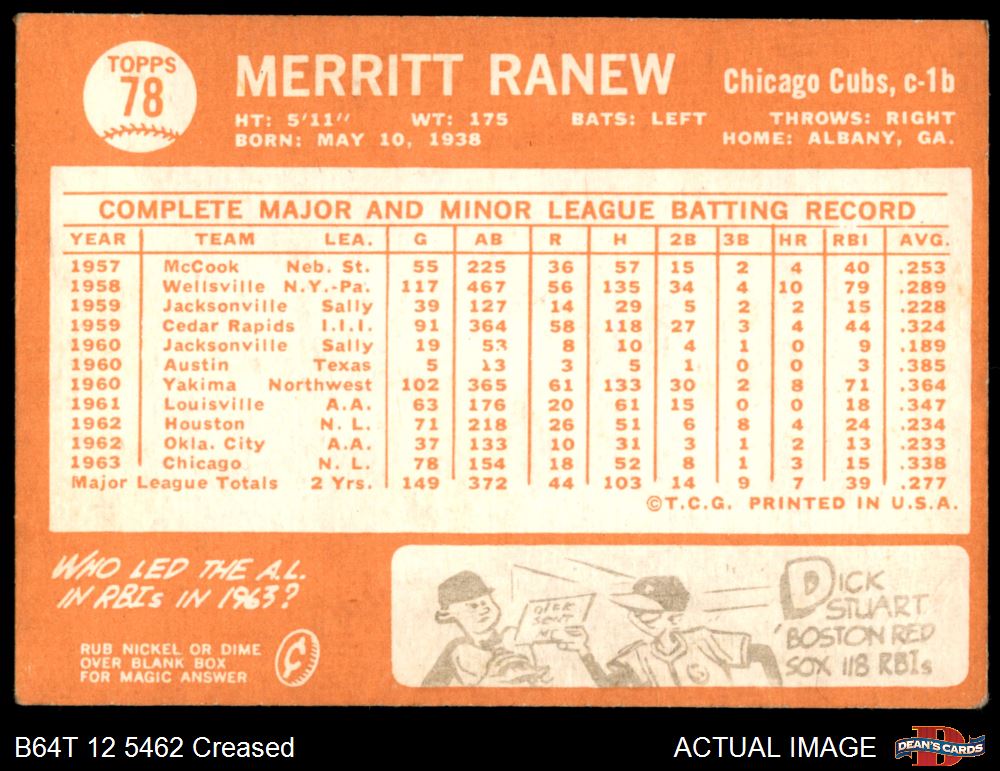 TOPPS
78
MERRITT RANEW
Chicago Cubs, c-1b
HT: 5'11" WT: 175 BATS: LEFT THROWS: RIGHT
BORN: MAY 10, 1938 HOME: ALBANY, GA.
COMPLETE MAJOR AND MINOR LEAGUE BATTING RECORD
YEAR TEAM LEA. G AB R H 2B 3B HR RBI AVG.
1957 McCook Neb. St. 55 225 36 57 15 2 4 40 .253
1958 Wellsville N.Y.-Pa. 117 467 56 135 34 4 10 79 .289
1959 Jacksonville Sally 39 127 14 29 5 2 2 15 .228
1959 Cedar Rapids I.I.I. 91 364 58 118 27 3 4 44 .324
1960 Jacksonville Sally 19 53 8 10 4 1 0 9 .189
1960 Austin Texas 5 13 3 5 1 0 0 3 .385
1960 Yakima Northwest 102 365 61 133 30 2 8 71 .364
1961 Louisville A.A. 63 176 20 61 15 0 0 18 .347
1962 Houston N. L. 71 218 26 51 6 8 4 24 .234
1962 Okla. City A.A. 37 133 10 31 3 1 2 13 .233
1963 Chicago N. L. 78 154 18 52 8 1 3 15 .338
Major League Totals 2 Yrs. 149 372 44 103 14 9 7 39 .277
©T.C.G. PRINTED IN U.S.A.
WHO LED THE A.L.
IN RBIs IN 1963?
RUB NICKEL OR DIME
OVER BLANK BOX
FOR MAGIC ANSWER
DICK
SENT
ME
DICK
STUART
BOSTON RED
SOX 118 RBIs
B64T 12 5462 Creased
ACTUAL IMAGE
DEAN'S CARDS